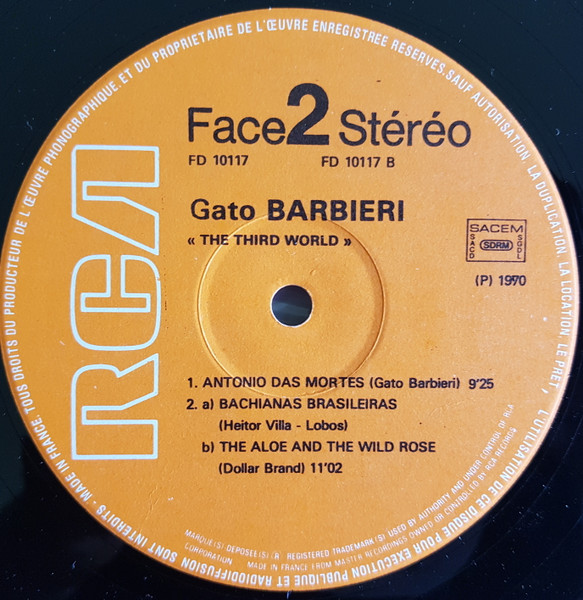 TOUS DROITS DU PRODUCTEUR DE L'ŒUVRE PHONOGRAPHIQUE ET DU PROPRIETAIRE DE L'ŒUVRE ENREGISTREE RESERVES. SAUF AUTORISATION, LA DUPLICATION, LA LOCATION, LE PRET, L'UTILISATION DE CE DISQUE POUR EXECUTION PUBLIQUE ET RADIODIFFUSION SONT INTERDITS - MADE IN FRANCE.
RCA
Face 2 Stéréo
FD 10117 FD 10117 B
Gato BARBIERI
« THE THIRD WORLD »
SACEM
SACD SDRM SGDL
(P) 1970
1. ANTONIO DAS MORTES (Gato Barbieri) 9'25
2. a) BACHIANAS BRASILEIRAS
(Heitor Villa - Lobos)
b) THE ALOE AND THE WILD ROSE
(Dollar Brand) 11'02
MARQUE(S) DEPOSEE(S) (R) REGISTERED TRADEMARK(S) USED BY AUTHORITY AND UNDER CONTROL OF RCA
CORPORATION MADE IN FRANCE FROM MASTER RECORDINGS OWNED OR CONTROLLED BY RCA RECORDS